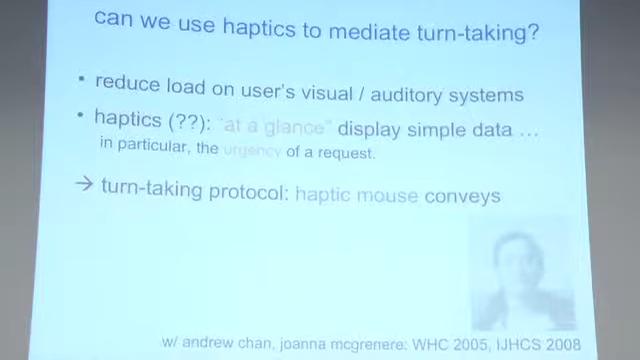 can we use haptics to mediate turn-taking?
• reduce load on user's visual / auditory systems
• haptics (??): "at a glance" display simple data ...
in particular, the urgency of a request.
→ turn-taking protocol: haptic mouse conveys
w/ andrew chan, joanna mcgrenere: WHC 2005, IJHCS 2008